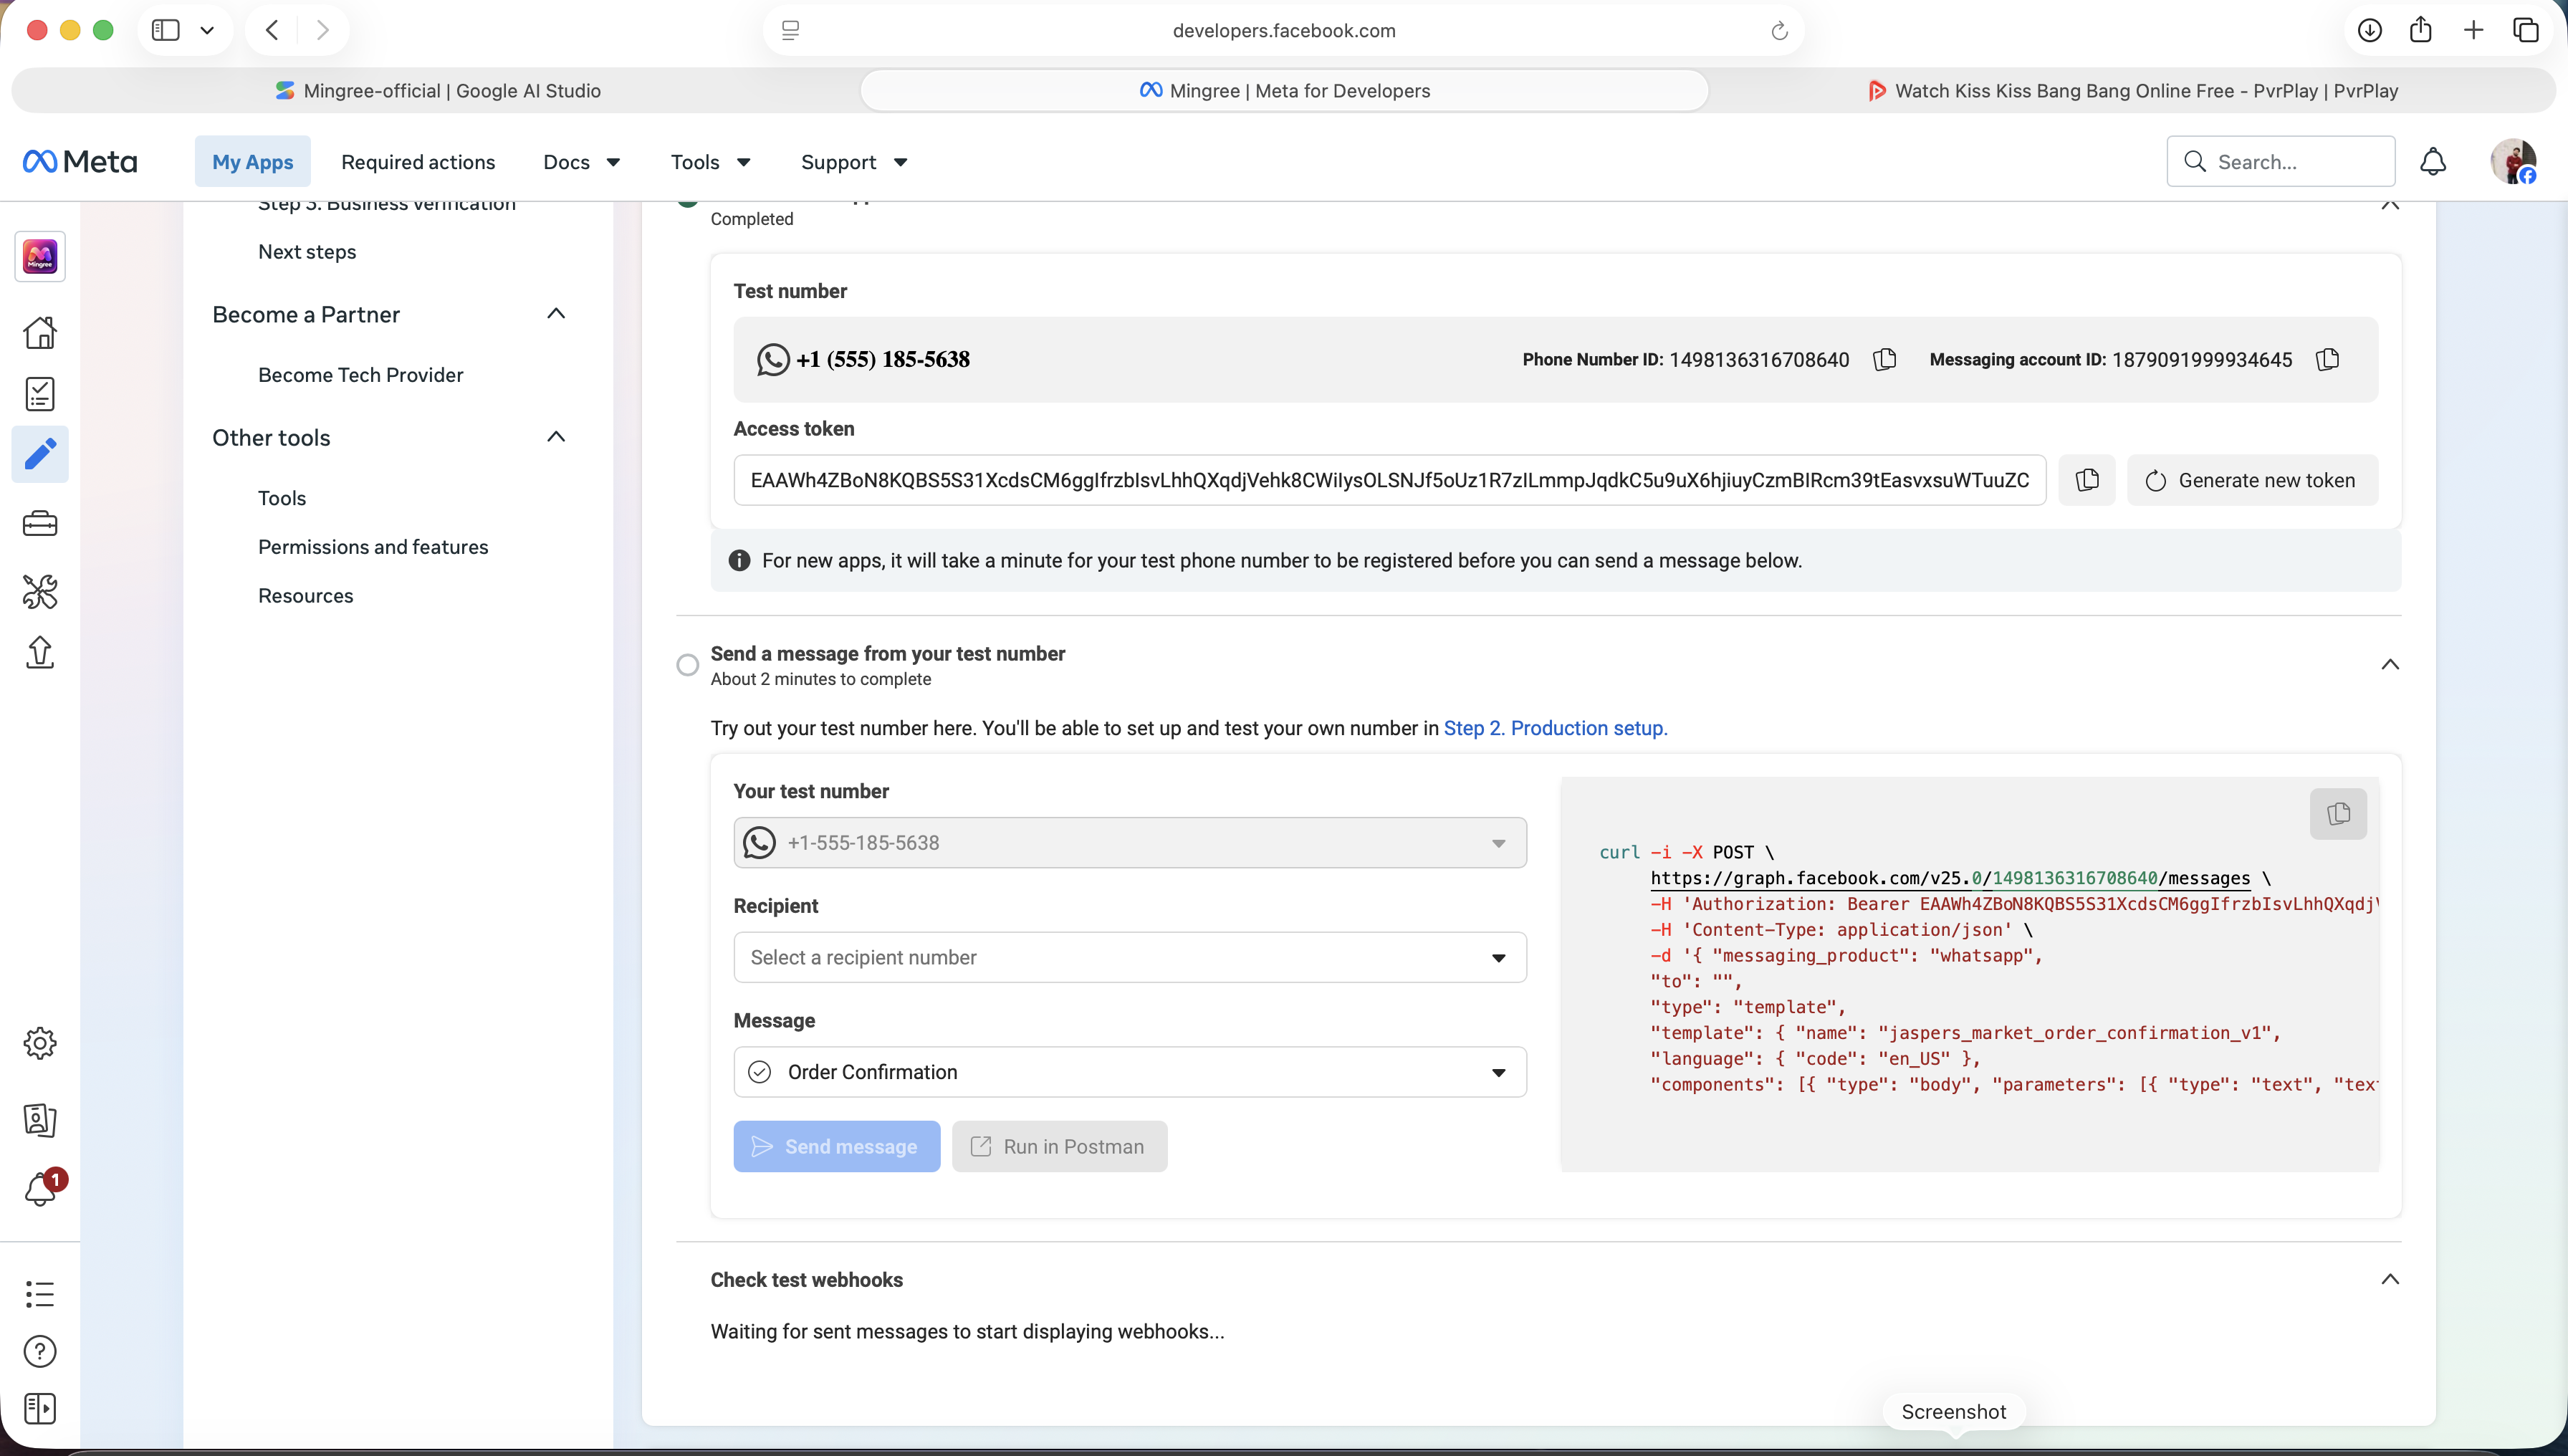 developers.facebook.com
Mingree-official | Google AI Studio
Mingree | Meta for Developers
Watch Kiss Kiss Bang Bang Online Free - PvrPlay | PvrPlay
Meta
My Apps
Required actions
Docs
Tools
Support
Search...
Step 3. Business verification
Next steps
Become a Partner
Become Tech Provider
Other tools
Tools
Permissions and features
Resources
Mingree
Completed
Test number
+1 (555) 185-5638
Phone Number ID: 1498136316708640
Messaging account ID: 1879091999934645
Access token
EAAWh4ZBoN8KQBS5S31XcdsCM6ggIfrzbIsvLhhQXqdjVehk8CWiIysOLSNJf5oUz1R7zILmmpJqdkC5u9uX6hjiuyCzmBIRcm39tEasvxsuWTuuZC
Generate new token
For new apps, it will take a minute for your test phone number to be registered before you can send a message below.
Send a message from your test number
About 2 minutes to complete
Try out your test number here. You'll be able to set up and test your own number in Step 2. Production setup.
Your test number
+1-555-185-5638
Recipient
Select a recipient number
Message
Order Confirmation
Send message
Run in Postman
curl -i -X POST \
https://graph.facebook.com/v25.0/1498136316708640/messages \
-H 'Authorization: Bearer EAAWh4ZBoN8KQBS5S31XcdsCM6ggIfrzbIsvLhhQXqdj
-H 'Content-Type: application/json' \
-d '{ "messaging_product": "whatsapp",
"to": "",
"type": "template",
"template": { "name": "jaspers_market_order_confirmation_v1",
"language": { "code": "en_US" },
"components": [{ "type": "body", "parameters": [{ "type": "text", "tex
1
Check test webhooks
Waiting for sent messages to start displaying webhooks...
Screenshot